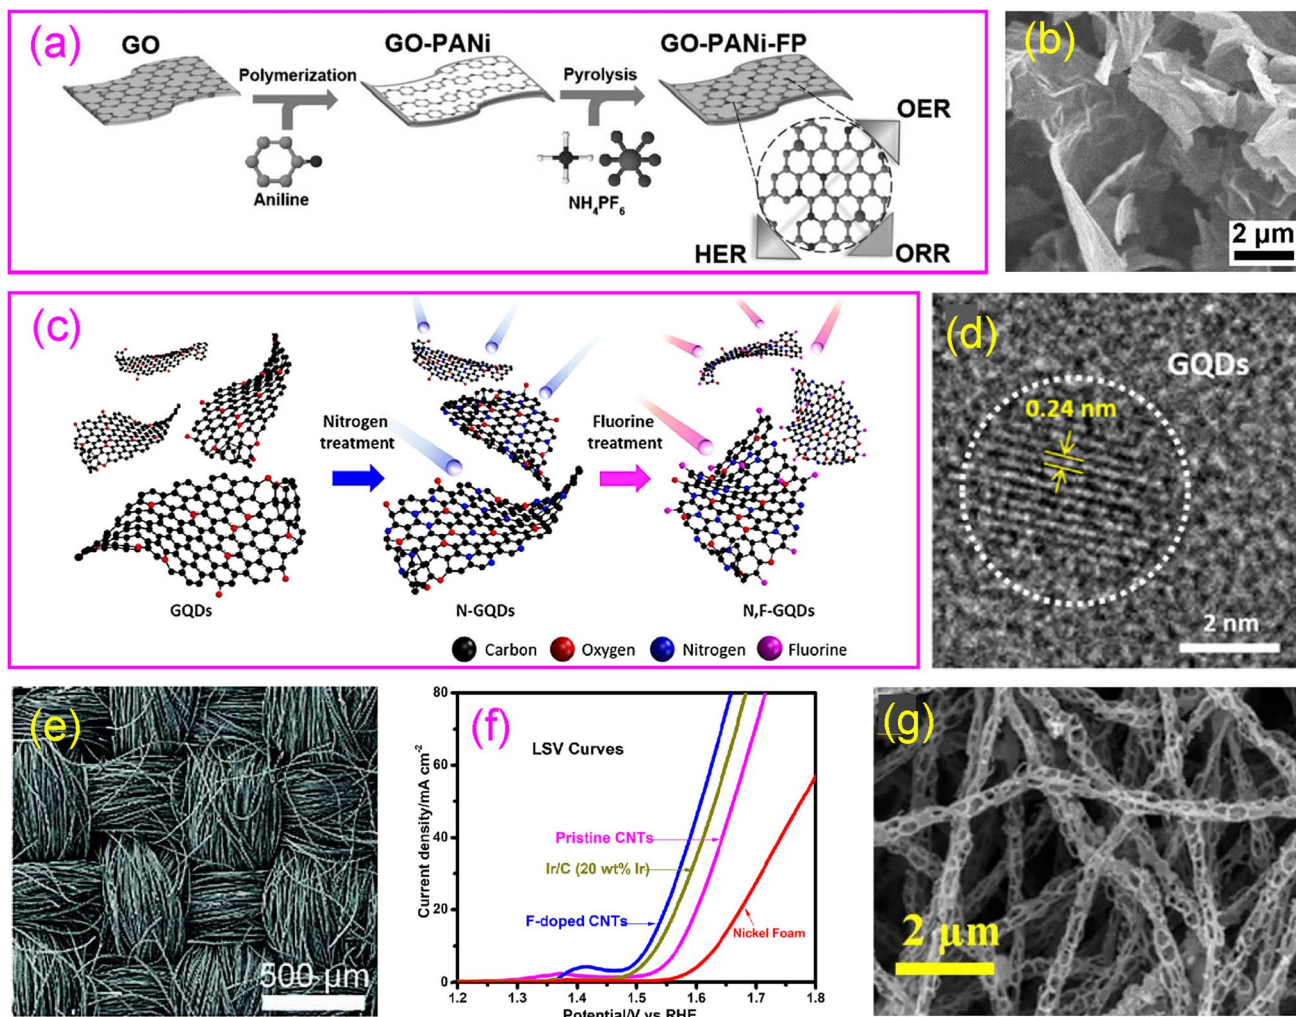 (a)
GO
GO-PANi
GO-PANi-FP
Polymerization
Pyrolysis
OER
Aniline
NH₄PF₆
HER
ORR
(b)
2 μm
(c)
Nitrogen
treatment
Fluorine
treatment
GQDs
N-GQDs
N,F-GQDs
Carbon
Oxygen
Nitrogen
Fluorine
(d)
GQDs
0.24 nm
2 nm
(e)
500 μm
(f)
LSV Curves
Current density/mA cm⁻²
80
60
40
20
0
Pristine CNTs
Ir/C (20 wt% Ir)
F-doped CNTs
Nickel Foam
1.2 1.3 1.4 1.5 1.6 1.7 1.8
Potential/V vs RHE
(g)
2 μm